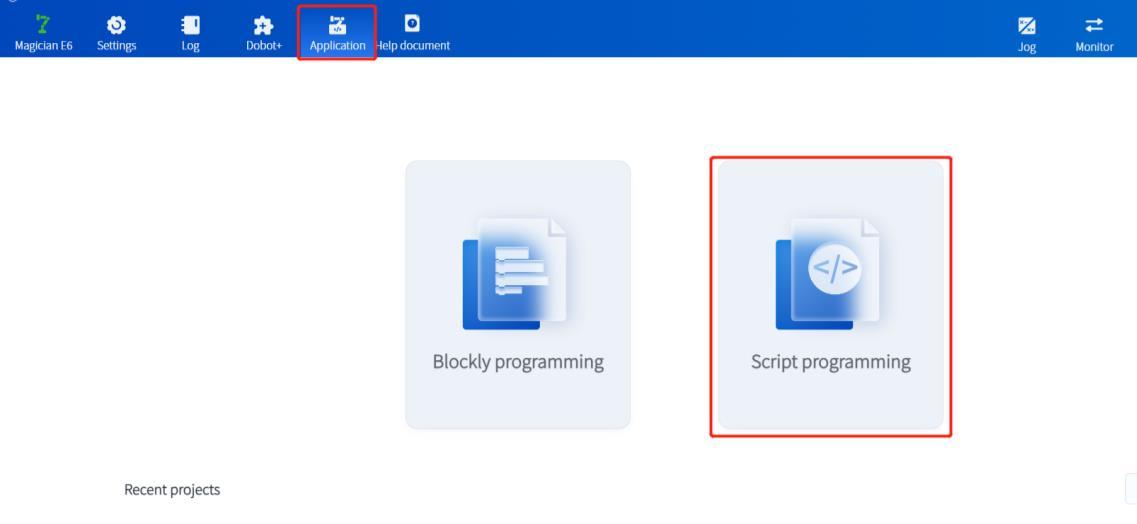 Magician E6 Settings Log Dobot+ Application Help document Jog Monitor
</>
Blockly programming Script programming
Recent projects